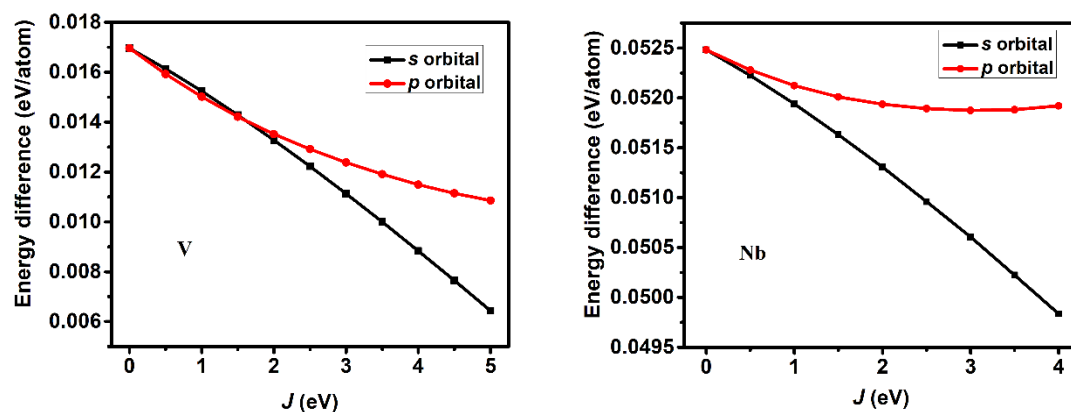 Energy difference (eV/atom)
0.018
0.016
0.014
0.012
0.010
0.008
0.006
s orbital
p orbital
V
0 1 2 3 4 5
J (eV)
Energy difference (eV/atom)
0.0525
0.0520
0.0515
0.0510
0.0505
0.0500
0.0495
s orbital
p orbital
Nb
0 1 2 3 4
J (eV)